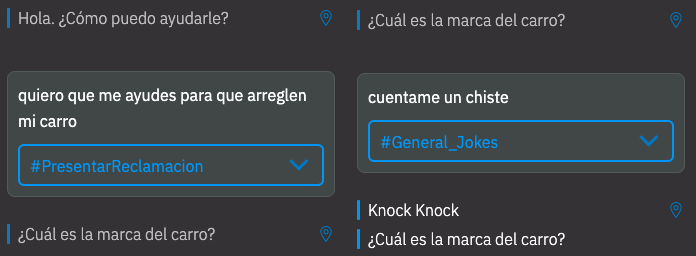 Hola. ¿Cómo puedo ayudarle?
quiero que me ayudes para que arreglen
mi carro
#PresentarReclamacion
¿Cuál es la marca del carro?
¿Cuál es la marca del carro?
cuentame un chiste
#General_Jokes
Knock Knock
¿Cuál es la marca del carro?